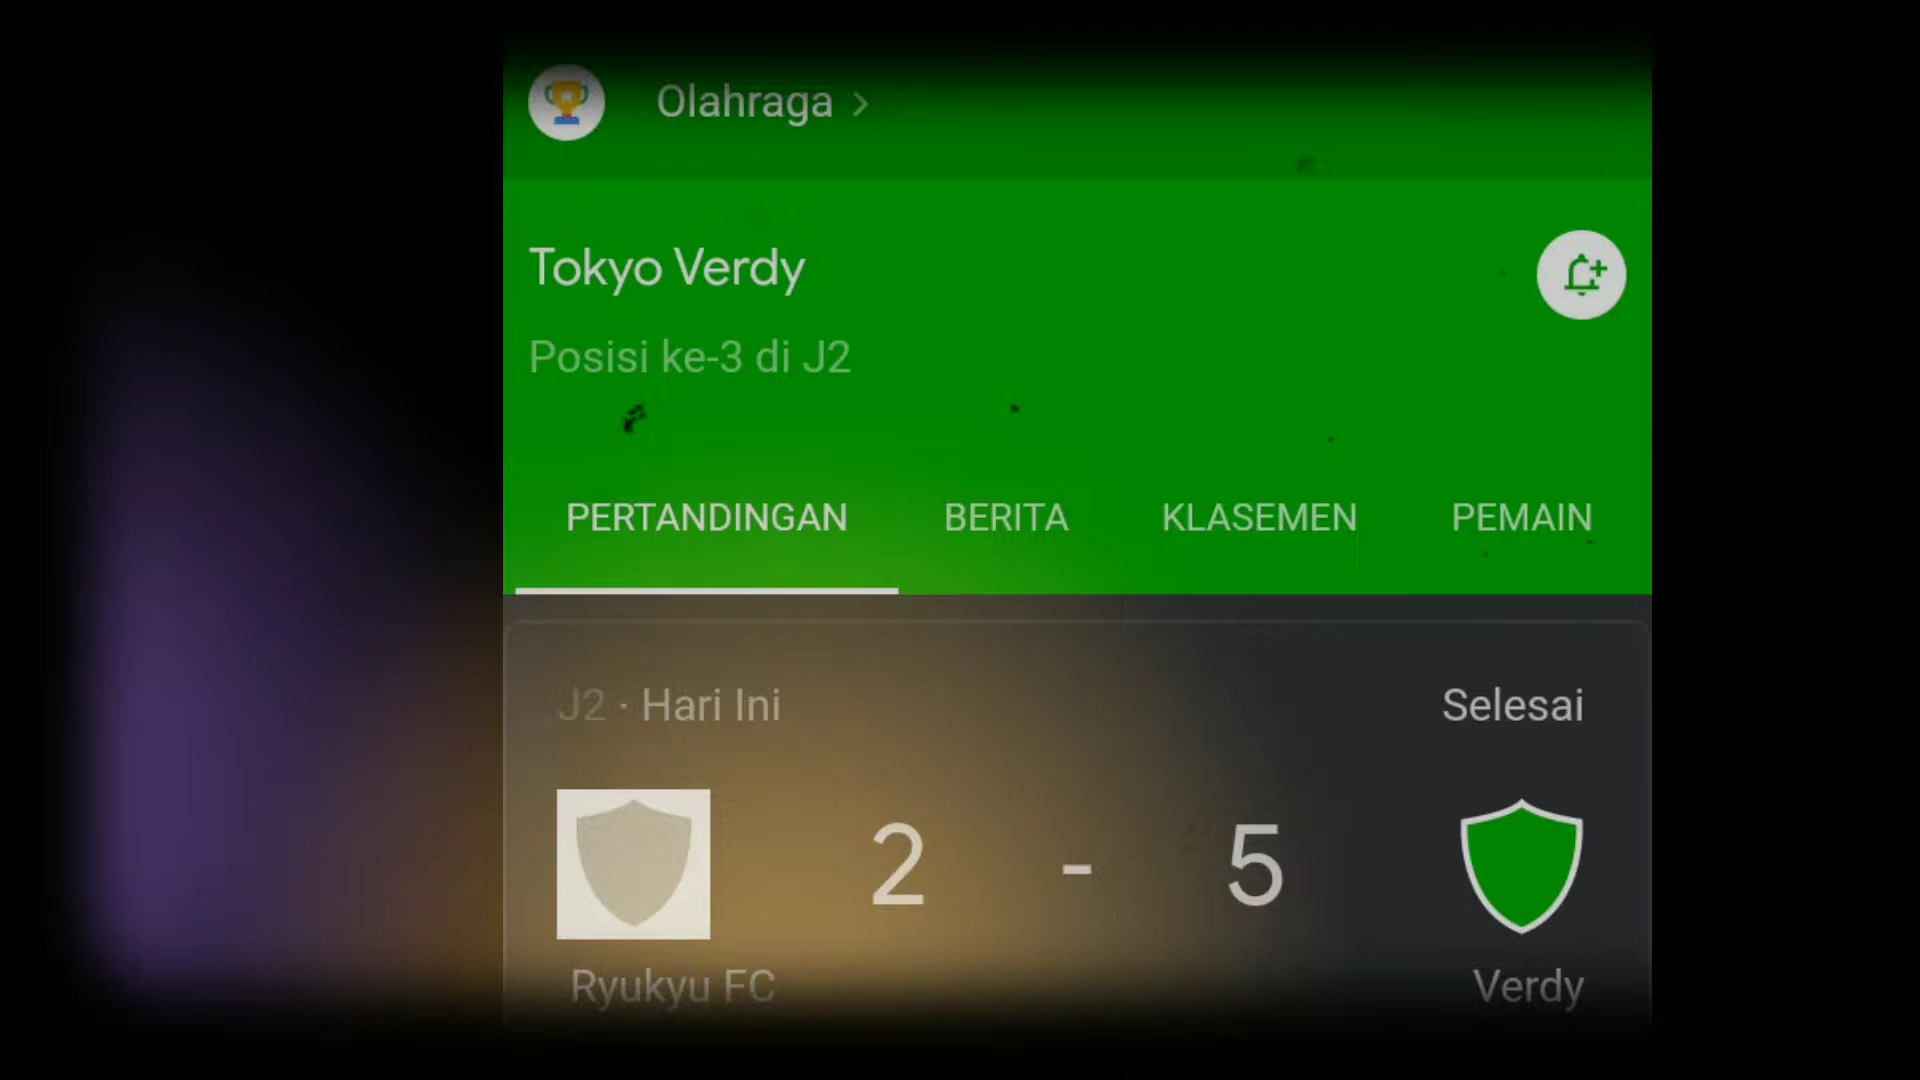 Olahraga >
Tokyo Verdy
Posisi ke-3 di J2
PERTANDINGAN BERITA KLASEMEN PEMAIN
J2 · Hari Ini Selesai
2 - 5
Ryukyu FC Verdy